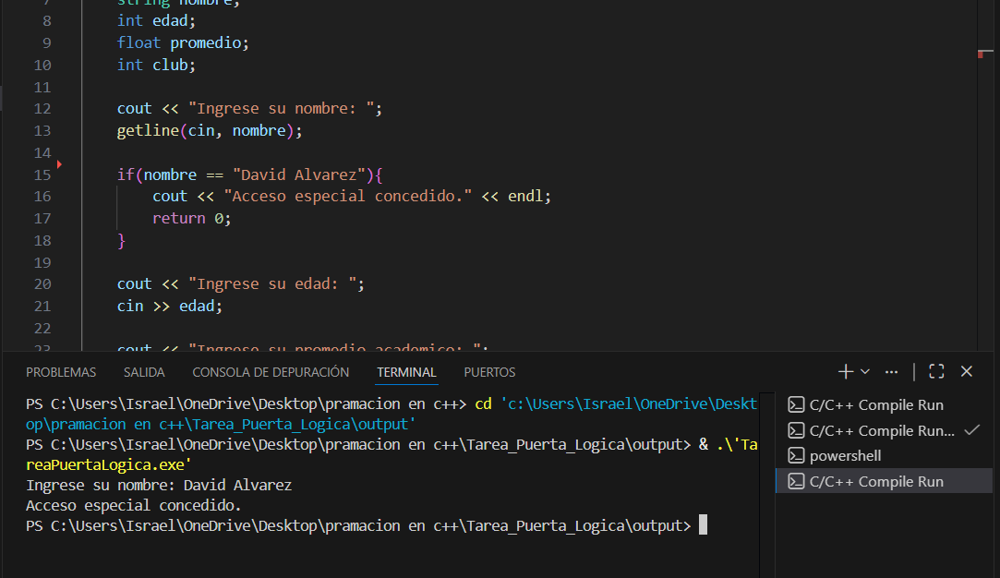 7 string nombre;
8 int edad;
9 float promedio;
10 int club;
11
12 cout << "Ingrese su nombre: ";
13 getline(cin, nombre);
14
15 if(nombre == "David Alvarez"){
16 cout << "Acceso especial concedido." << endl;
17 return 0;
18 }
19
20 cout << "Ingrese su edad: ";
21 cin >> edad;
22
23 cout << "Ingrese su promedio academico: ";
PROBLEMAS SALIDA CONSOLA DE DEPURACIÓN TERMINAL PUERTOS
PS C:\Users\Israel\OneDrive\Desktop\pramacion en c++> cd 'c:\Users\Israel\OneDrive\Deskt
op\pramacion en c++\Tarea_Puerta_Logica\output'
PS C:\Users\Israel\OneDrive\Desktop\pramacion en c++\Tarea_Puerta_Logica\output> & .\'Ta
reaPuertaLogica.exe'
Ingrese su nombre: David Alvarez
Acceso especial concedido.
PS C:\Users\Israel\OneDrive\Desktop\pramacion en c++\Tarea_Puerta_Logica\output>
C/C++ Compile Run
C/C++ Compile Run...
powershell
C/C++ Compile Run